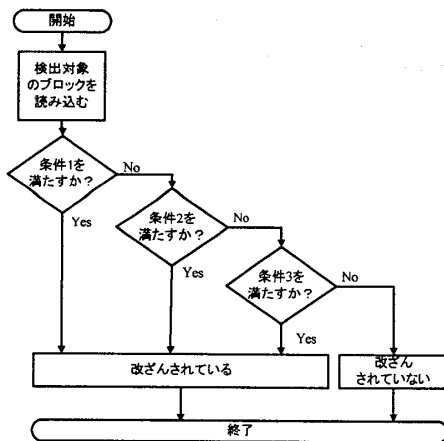 開始
検出対象
のブロックを
読み込む
条件1を
満たすか？
No
Yes
条件2を
満たすか？
No
Yes
条件3を
満たすか？
No
Yes
改ざんされている
改ざん
されていない
終了